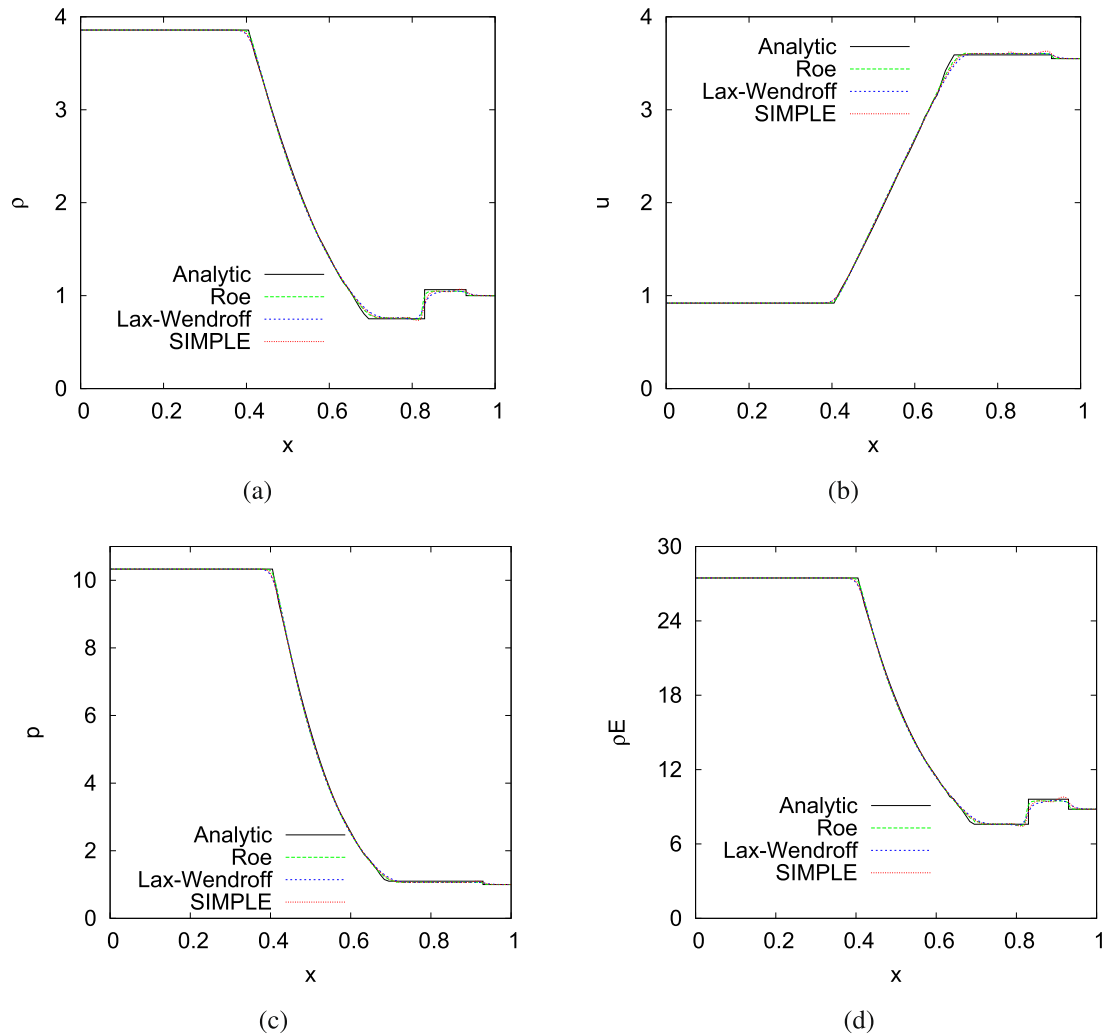 4
3
2
1
0
ρ
Analytic
Roe
Lax-Wendroff
SIMPLE
0 0.2 0.4 0.6 0.8 1
x
(a)
4
3
2
1
0
u
Analytic
Roe
Lax-Wendroff
SIMPLE
0 0.2 0.4 0.6 0.8 1
x
(b)
10
8
6
4
2
0
p
Analytic
Roe
Lax-Wendroff
SIMPLE
0 0.2 0.4 0.6 0.8 1
x
(c)
30
24
18
12
6
0
ρE
Analytic
Roe
Lax-Wendroff
SIMPLE
0 0.2 0.4 0.6 0.8 1
x
(d)